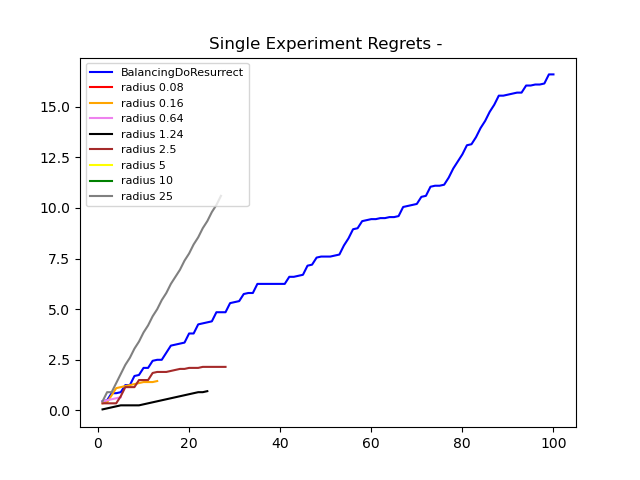 Single Experiment Regrets -
BalancingDoResurrect
radius 0.08
radius 0.16
radius 0.64
radius 1.24
radius 2.5
radius 5
radius 10
radius 25
15.0
12.5
10.0
7.5
5.0
2.5
0.0
0 20 40 60 80 100